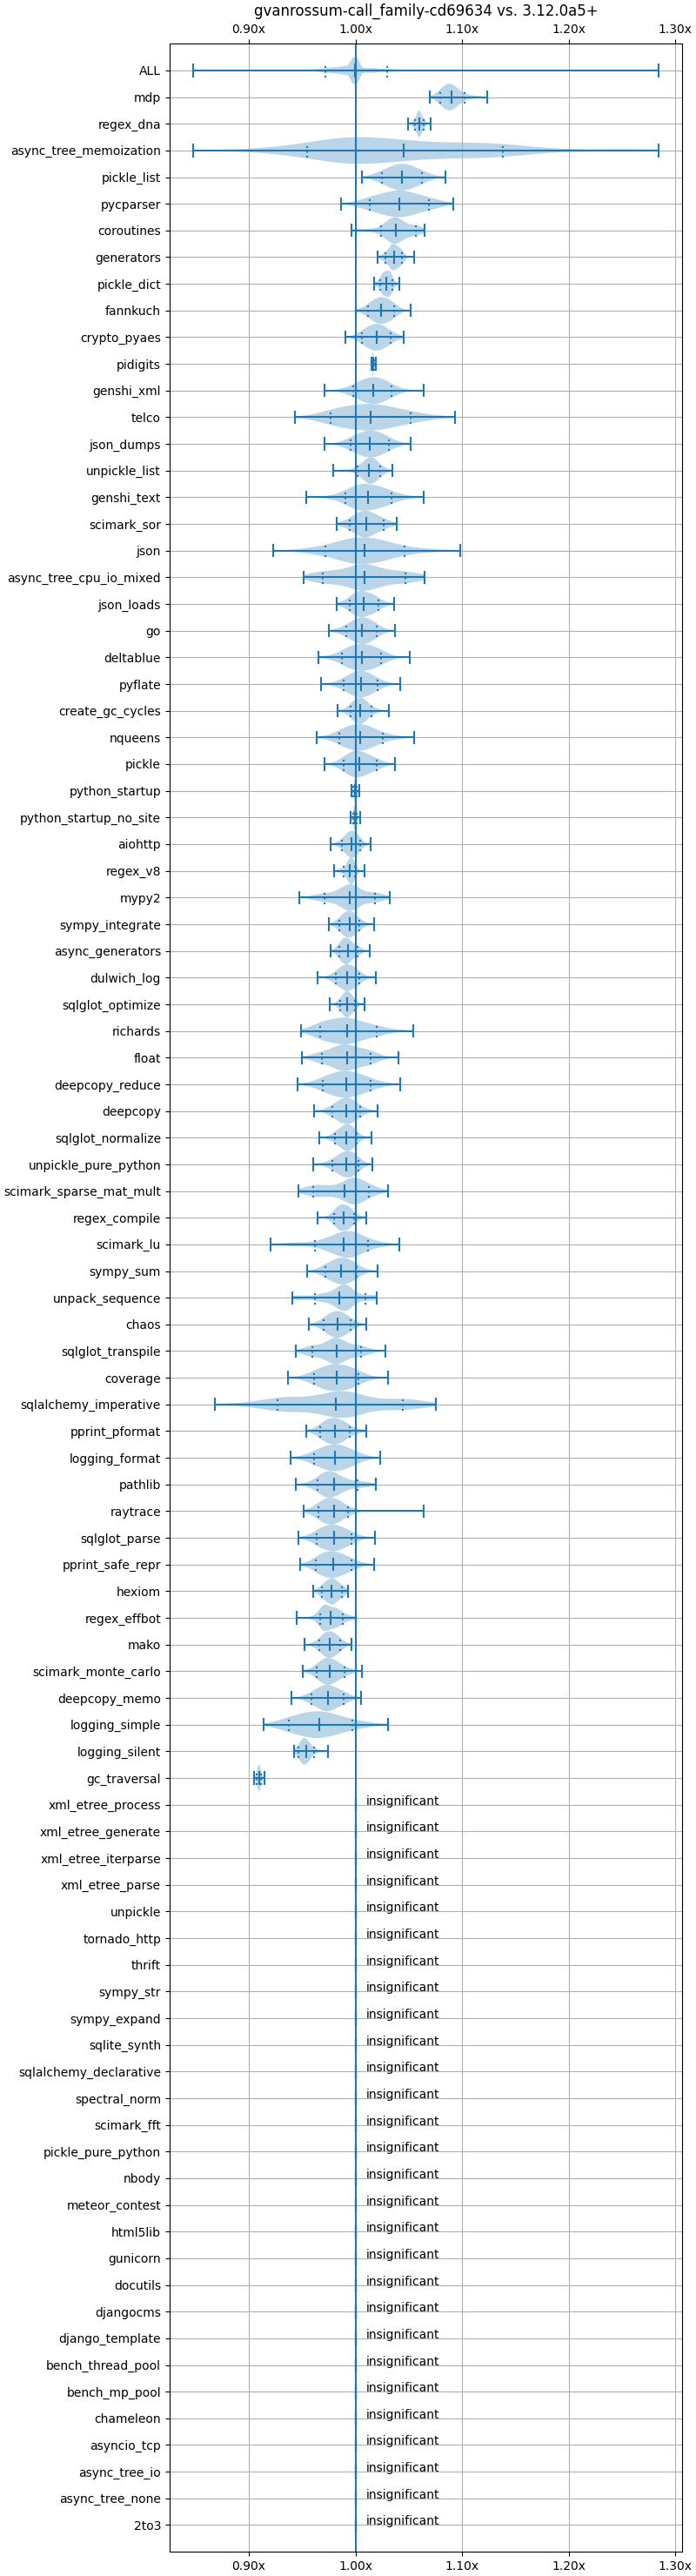 gvanrossum-call_family-cd69634 vs. 3.12.0a5+
0.90x 1.00x 1.10x 1.20x 1.30x
ALL
mdp
regex_dna
async_tree_memoization
pickle_list
pycparser
coroutines
generators
pickle_dict
fannkuch
crypto_pyaes
pidigits
genshi_xml
telco
json_dumps
unpickle_list
genshi_text
scimark_sor
json
async_tree_cpu_io_mixed
json_loads
go
deltablue
pyflate
create_gc_cycles
nqueens
pickle
python_startup
python_startup_no_site
aiohttp
regex_v8
mypy2
sympy_integrate
async_generators
dulwich_log
sqlglot_optimize
richards
float
deepcopy_reduce
deepcopy
sqlglot_normalize
unpickle_pure_python
scimark_sparse_mat_mult
regex_compile
scimark_lu
sympy_sum
unpack_sequence
chaos
sqlglot_transpile
coverage
sqlalchemy_imperative
pprint_pformat
logging_format
pathlib
raytrace
sqlglot_parse
pprint_safe_repr
hexiom
regex_effbot
mako
scimark_monte_carlo
deepcopy_memo
logging_simple
logging_silent
gc_traversal
xml_etree_process insignificant
xml_etree_generate insignificant
xml_etree_iterparse insignificant
xml_etree_parse insignificant
unpickle insignificant
tornado_http insignificant
thrift insignificant
sympy_str insignificant
sympy_expand insignificant
sqlite_synth insignificant
sqlalchemy_declarative insignificant
spectral_norm insignificant
scimark_fft insignificant
pickle_pure_python insignificant
nbody insignificant
meteor_contest insignificant
html5lib insignificant
gunicorn insignificant
docutils insignificant
djangocms insignificant
django_template insignificant
bench_thread_pool insignificant
bench_mp_pool insignificant
chameleon insignificant
asyncio_tcp insignificant
async_tree_io insignificant
async_tree_none insignificant
2to3 insignificant
0.90x 1.00x 1.10x 1.20x 1.30x